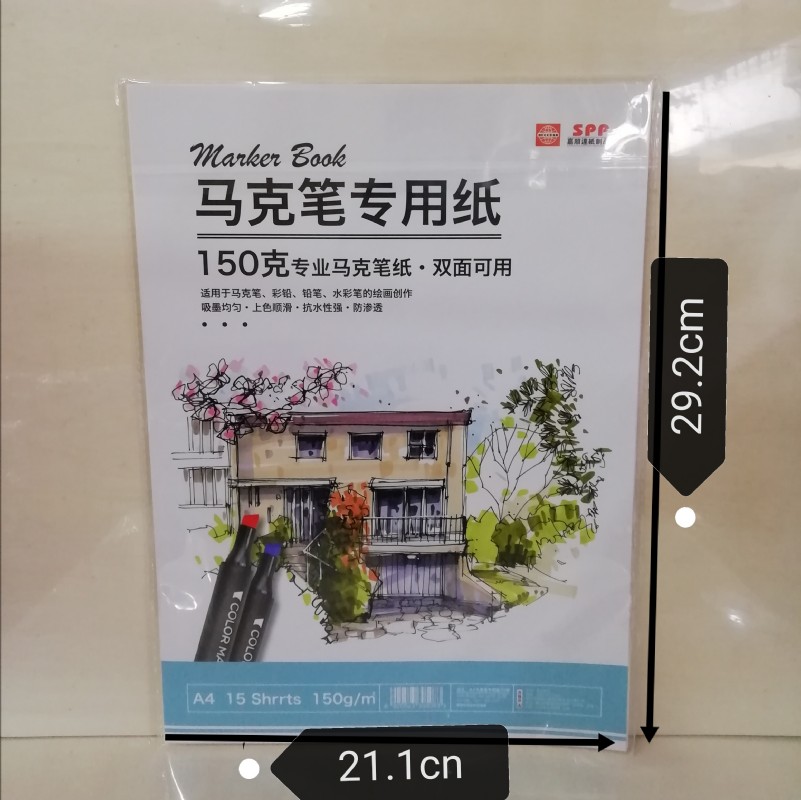 SPP
Marker Book
马克笔专用纸
150克专业马克笔纸·双面可用
适用于马克笔、彩铅、铅笔、水彩笔的绘画创作
吸墨均匀·上色顺滑·抗水性强·防渗透
29.2cm
COLOR MA
COLO
A4 15 Shrrts 150g/㎡
21.1cn